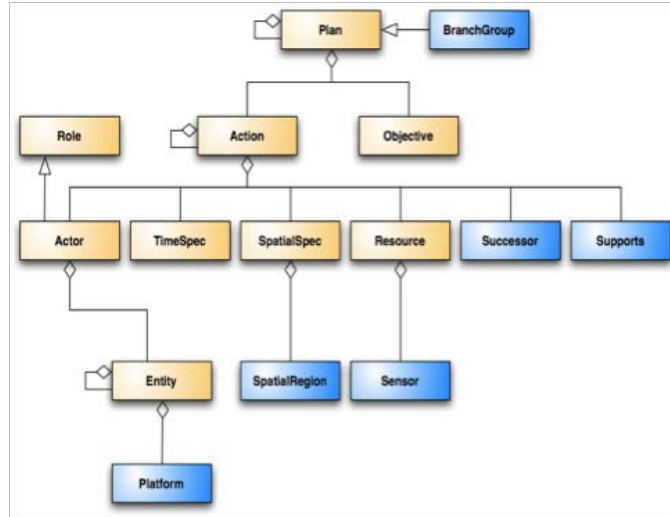 Plan
BranchGroup
Role
Action
Objective
Actor
TimeSpec
SpatialSpec
Resource
Successor
Supports
Entity
SpatialRegion
Sensor
Platform